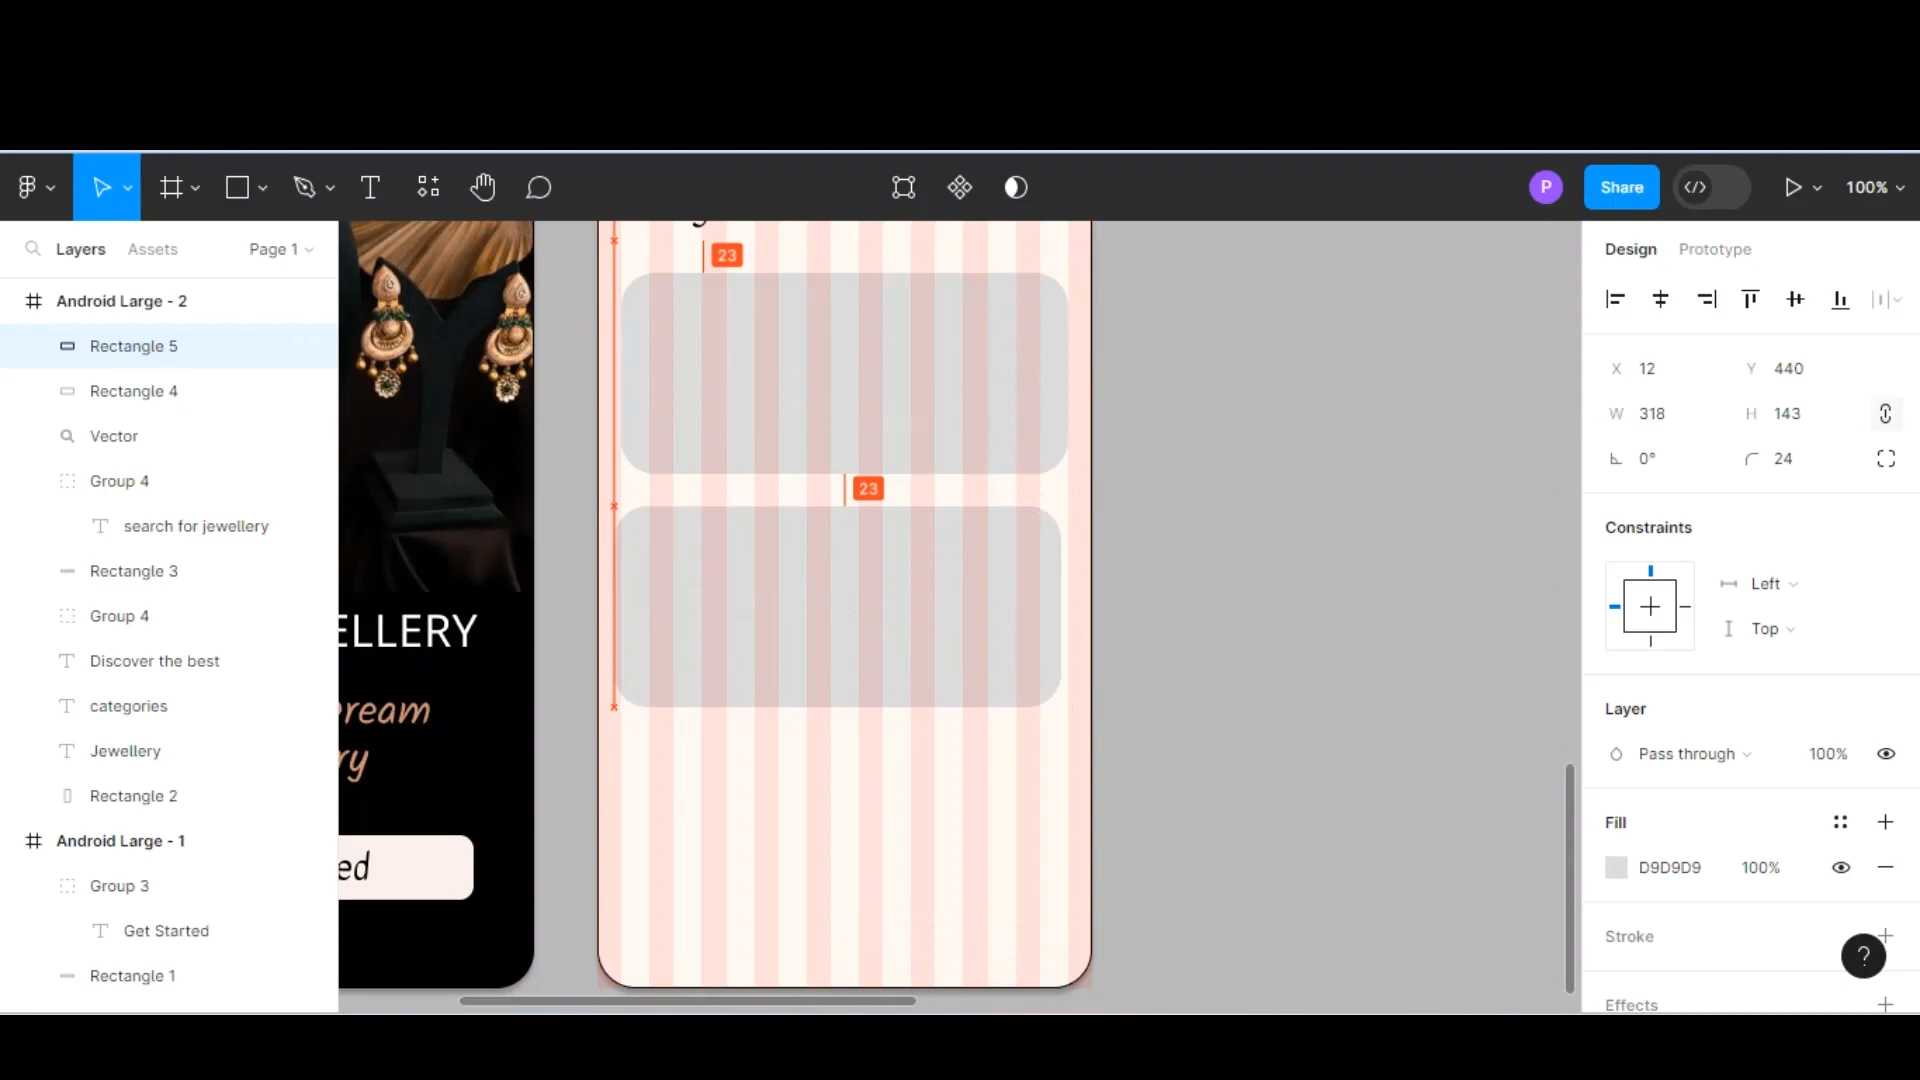 P
Share
100%
Layers
Assets
Page 1
Design
Prototype
Android Large - 2
Rectangle 5
Rectangle 4
Vector
Group 4
search for jewellery
Rectangle 3
Group 4
Discover the best
categories
Jewellery
Rectangle 2
Android Large - 1
Group 3
Get Started
Rectangle 1
ELLERY
ream
ry
ed
23
23
X 12
Y 440
W 318
H 143
0°
24
Constraints
Left
Top
Layer
Pass through
100%
Fill
D9D9D9
100%
Stroke
?
Effects